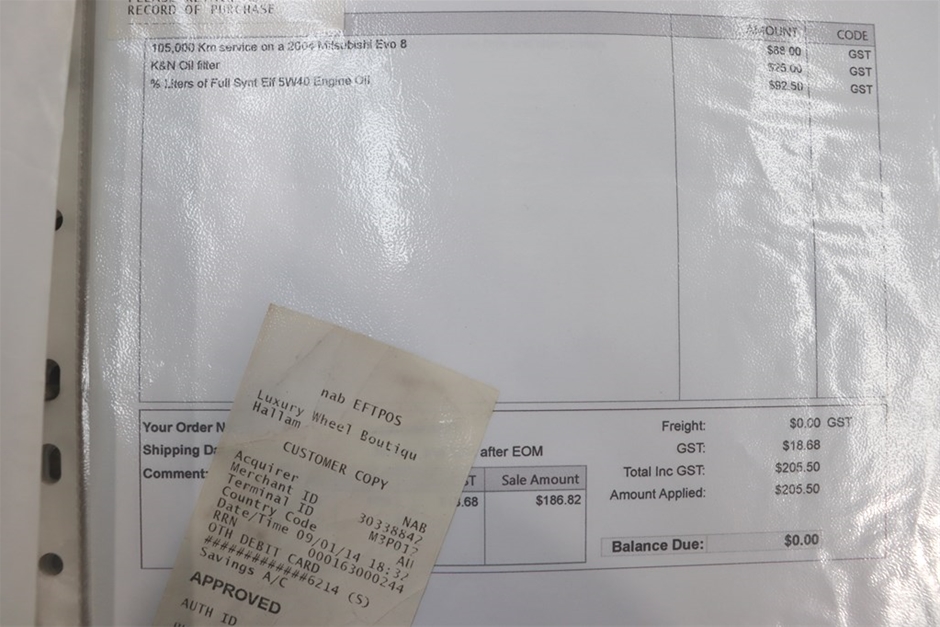 RECORD OF PURCHASE
AMOUNT CODE
105,000 Km service on a 2004 Mitsubishi Evo 8 $88.00 GST
K&N Oil filter $25.00 GST
% Liters of Full Synt Elf 5W40 Engine Oil $92.50 GST
Your Order N
Shipping Da
Comment:
after EOM
ST Sale Amount
.68 $186.82
Freight: $0.00 GST
GST: $18.68
Total Inc GST: $205.50
Amount Applied: $205.50
Balance Due: $0.00
nab EFTPOS
Luxury Wheel Boutiqu
Hallam
CUSTOMER COPY
Acquirer NAB
Merchant ID 30338842
Terminal ID M3P017
Country Code AU
Date/Time 09/01/14 18:32
RRN 000163000244
OTH DEBIT CARD
############6214 (S)
Savings A/C
APPROVED
AUTH ID